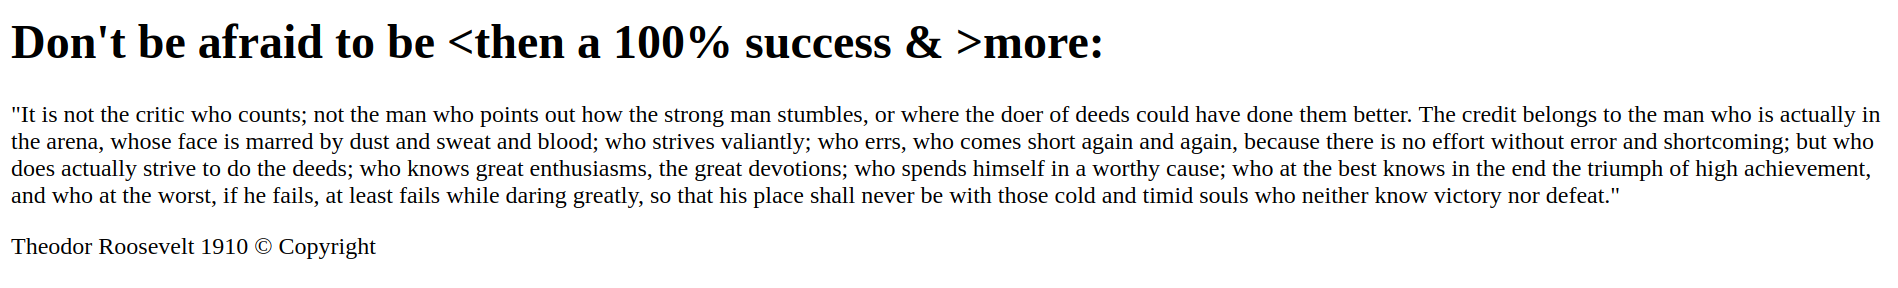 Don't be afraid to be <then a 100% success & >more:
"It is not the critic who counts; not the man who points out how the strong man stumbles, or where the doer of deeds could have done them better. The credit belongs to the man who is actually in
the arena, whose face is marred by dust and sweat and blood; who strives valiantly; who errs, who comes short again and again, because there is no effort without error and shortcoming; but who
does actually strive to do the deeds; who knows great enthusiasms, the great devotions; who spends himself in a worthy cause; who at the best knows in the end the triumph of high achievement,
and who at the worst, if he fails, at least fails while daring greatly, so that his place shall never be with those cold and timid souls who neither know victory nor defeat."
Theodor Roosevelt 1910 © Copyright